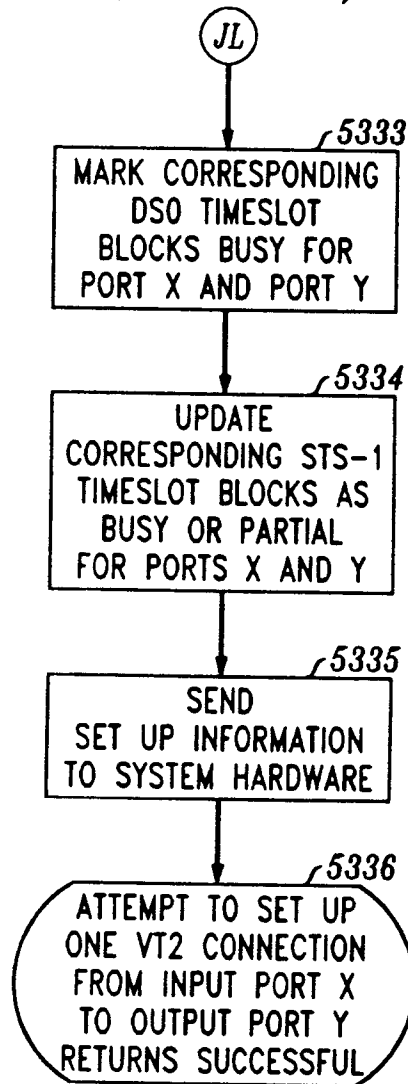 JL
5333
MARK CORRESPONDING
DS0 TIMESLOT
BLOCKS BUSY FOR
PORT X AND PORT Y
5334
UPDATE
CORRESPONDING STS-1
TIMESLOT BLOCKS AS
BUSY OR PARTIAL
FOR PORTS X AND Y
5335
SEND
SET UP INFORMATION
TO SYSTEM HARDWARE
5336
ATTEMPT TO SET UP
ONE VT2 CONNECTION
FROM INPUT PORT X
TO OUTPUT PORT Y
RETURNS SUCCESSFUL